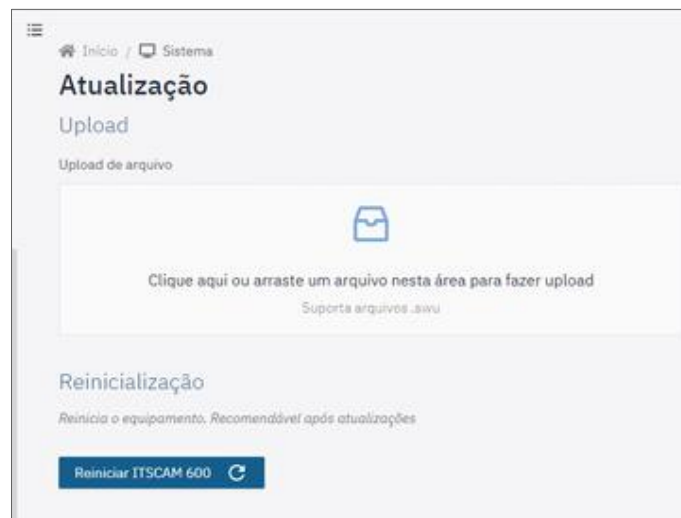 Início / Sistema
Atualização
Upload
Upload de arquivo
Clique aqui ou arraste um arquivo nesta área para fazer upload
Suporta arquivos .swu
Reinicialização
Reinicia o equipamento. Recomendável após atualizações
Reiniciar ITSCAM 600